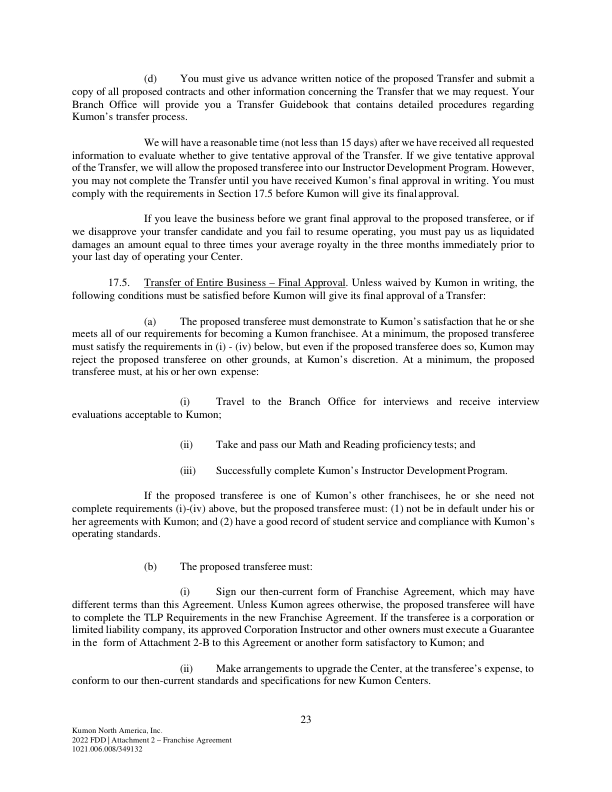 (d) You must give us advance written notice of the proposed Transfer and submit a
copy of all proposed contracts and other information concerning the Transfer that we may request. Your
Branch Office will provide you a Transfer Guidebook that contains detailed procedures regarding
Kumon's transfer process.
We will have a reasonable time (not less than 15 days) after we have received all requested
information to evaluate whether to give tentative approval of the Transfer. If we give tentative approval
of the Transfer, we will allow the proposed transferee into our Instructor Development Program. However,
you may not complete the Transfer until you have received Kumon's final approval in writing. You must
comply with the requirements in Section 17.5 before Kumon will give its final approval.
If you leave the business before we grant final approval to the proposed transferee, or if
we disapprove your transfer candidate and you fail to resume operating, you must pay us as liquidated
damages an amount equal to three times your average royalty in the three months immediately prior to
your last day of operating your Center.
17.5. Transfer of Entire Business – Final Approval. Unless waived by Kumon in writing, the
following conditions must be satisfied before Kumon will give its final approval of a Transfer:
(a) The proposed transferee must demonstrate to Kumon's satisfaction that he or she
meets all of our requirements for becoming a Kumon franchisee. At a minimum, the proposed transferee
must satisfy the requirements in (i) - (iv) below, but even if the proposed transferee does so, Kumon may
reject the proposed transferee on other grounds, at Kumon's discretion. At a minimum, the proposed
transferee must, at his or her own expense:
(i) Travel to the Branch Office for interviews and receive interview
evaluations acceptable to Kumon;
(ii) Take and pass our Math and Reading proficiency tests; and
(iii) Successfully complete Kumon's Instructor Development Program.
If the proposed transferee is one of Kumon's other franchisees, he or she need not
complete requirements (i)-(iv) above, but the proposed transferee must: (1) not be in default under his or
her agreements with Kumon; and (2) have a good record of student service and compliance with Kumon's
operating standards.
(b) The proposed transferee must:
(i) Sign our then-current form of Franchise Agreement, which may have
different terms than this Agreement. Unless Kumon agrees otherwise, the proposed transferee will have
to complete the TLP Requirements in the new Franchise Agreement. If the transferee is a corporation or
limited liability company, its approved Corporation Instructor and other owners must execute a Guarantee
in the form of Attachment 2-B to this Agreement or another form satisfactory to Kumon; and
(ii) Make arrangements to upgrade the Center, at the transferee's expense, to
conform to our then-current standards and specifications for new Kumon Centers.
23
Kumon North America, Inc.
2022 FDD | Attachment 2 – Franchise Agreement
1021.006.008/349132